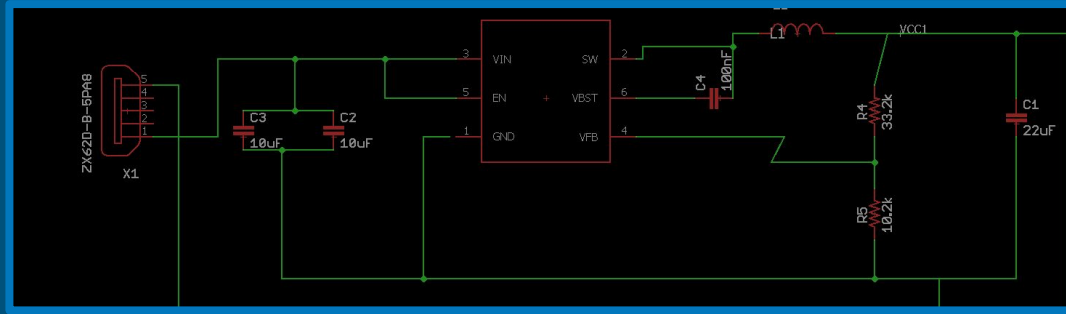 ZX62D-B-5PA8
5
4
3
2
1
X1
C3
10uF
C2
10uF
3
VIN
5
EN
1
GND
SW
2
VBST
6
VFB
4
C4
100nF
L1
VCC1
R4
33.2k
R5
10.2k
C1
22uF